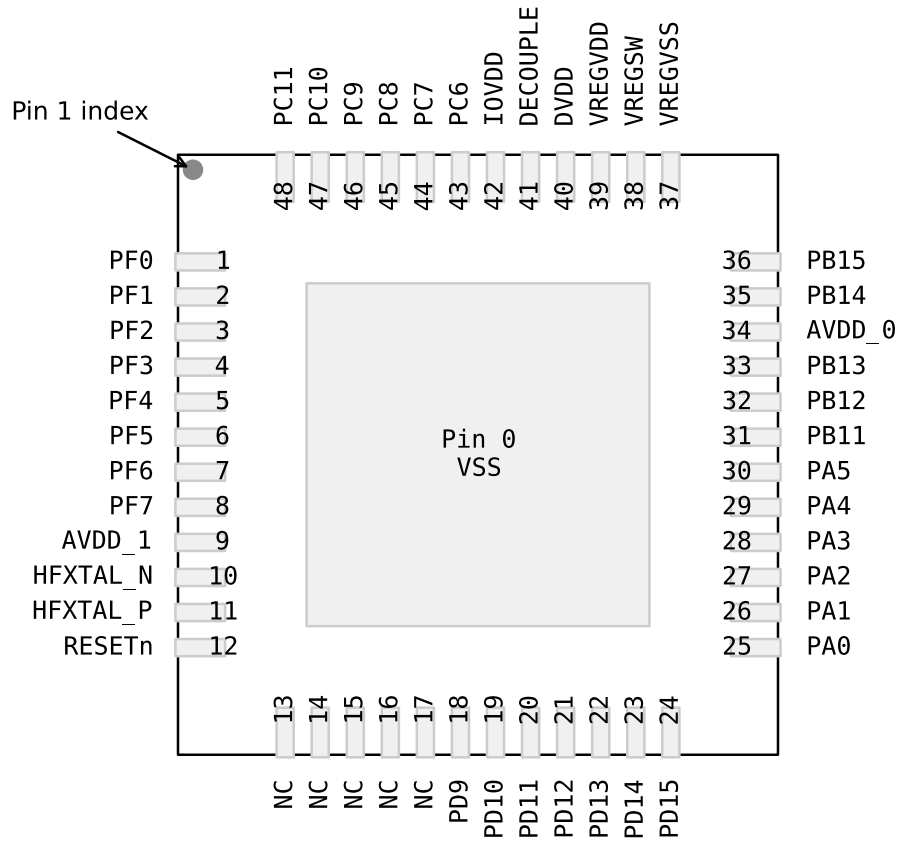 PC11
PC10
PC9
PC8
PC7
PC6
IOVDD
DECOUPLE
DVDD
VREGVDD
VREGSW
VREGVSS
Pin 1 index
48
47
46
45
44
43
42
41
40
39
38
37
PF0 1 36 PB15
PF1 2 35 PB14
PF2 3 34 AVDD_0
PF3 4 33 PB13
PF4 5 32 PB12
PF5 6 31 PB11
Pin 0
VSS
PF6 7 30 PA5
PF7 8 29 PA4
AVDD_1 9 28 PA3
HFXTAL_N 10 27 PA2
HFXTAL_P 11 26 PA1
RESETn 12 25 PA0
13
14
15
16
17
18
19
20
21
22
23
24
NC
NC
NC
NC
NC
PD9
PD10
PD11
PD12
PD13
PD14
PD15